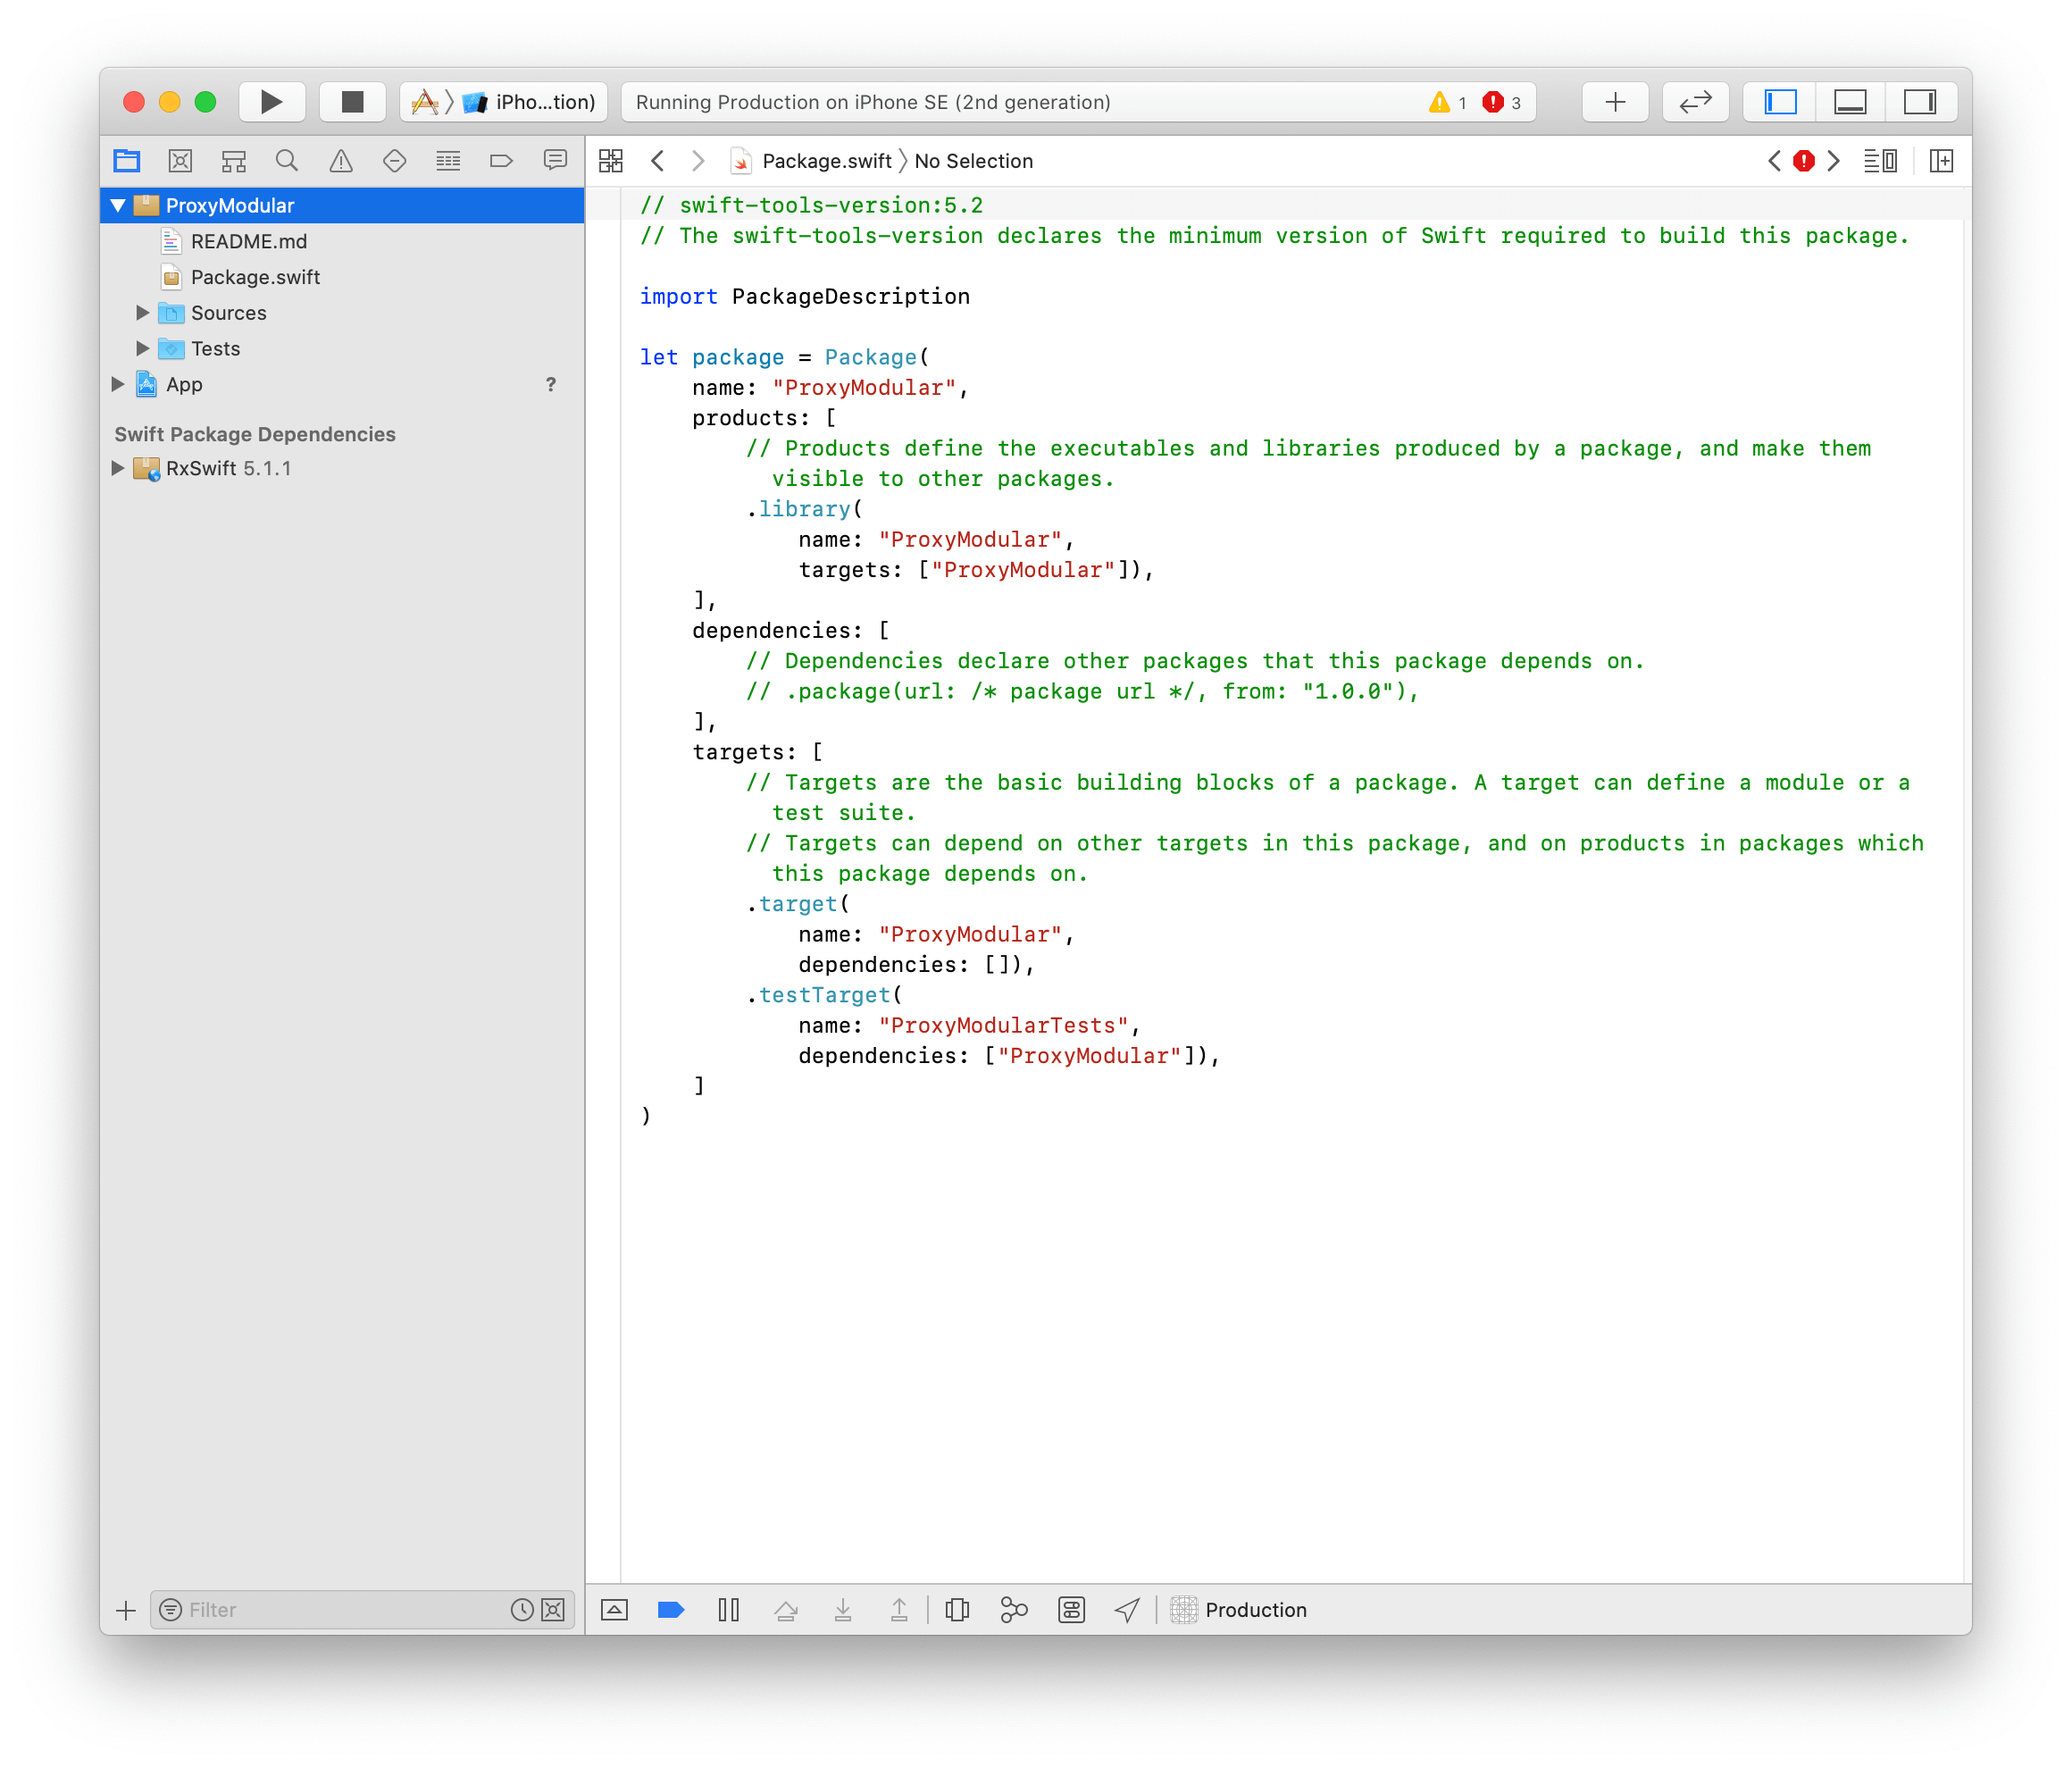 iPho...tion)
Running Production on iPhone SE (2nd generation)
1
3
Package.swift
No Selection
ProxyModular
README.md
Package.swift
Sources
Tests
App
?
Swift Package Dependencies
RxSwift 5.1.1
// swift-tools-version:5.2
// The swift-tools-version declares the minimum version of Swift required to build this package.
import PackageDescription
let package = Package(
name: "ProxyModular",
products: [
// Products define the executables and libraries produced by a package, and make them
visible to other packages.
.library(
name: "ProxyModular",
targets: ["ProxyModular"]),
],
dependencies: [
// Dependencies declare other packages that this package depends on.
// .package(url: /* package url */, from: "1.0.0"),
],
targets: [
// Targets are the basic building blocks of a package. A target can define a module or a
test suite.
// Targets can depend on other targets in this package, and on products in packages which
this package depends on.
.target(
name: "ProxyModular",
dependencies: []),
.testTarget(
name: "ProxyModularTests",
dependencies: ["ProxyModular"]),
]
)
Filter
Production